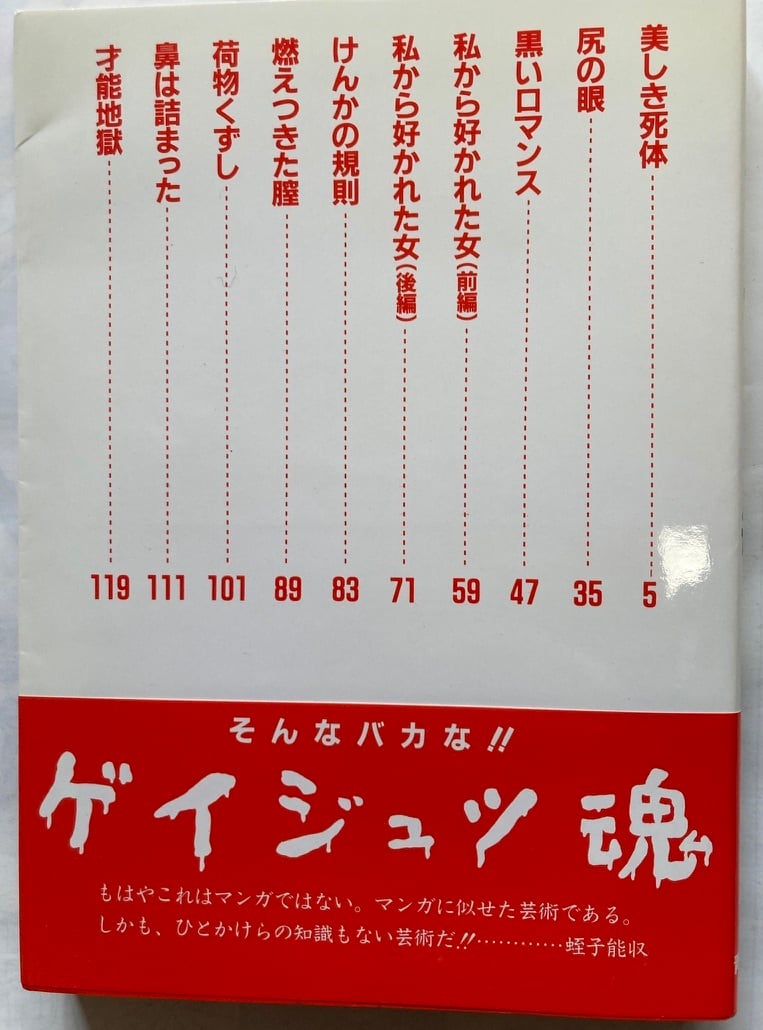 美しき死体 5
尻の眼 35
黒いロマンス 47
私から好かれた女(前編) 59
私から好かれた女(後編) 71
けんかの規則 83
燃えつきた膣 89
荷物くずし 101
鼻は詰まった 111
才能地獄 119
そんなバカな!!
ゲイジュツ魂
もはやこれはマンガではない。マンガに似せた芸術である。
しかも、ひとかけらの知識もない芸術だ!!…………蛭子能収